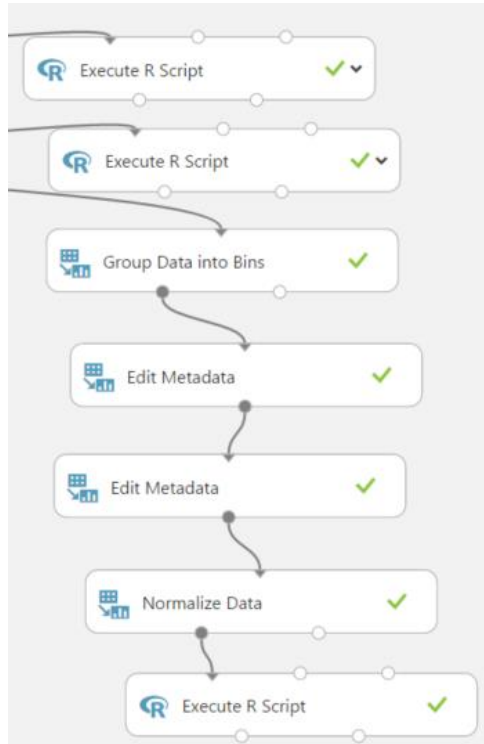 Execute R Script
Execute R Script
Group Data into Bins
Edit Metadata
Edit Metadata
Normalize Data
Execute R Script